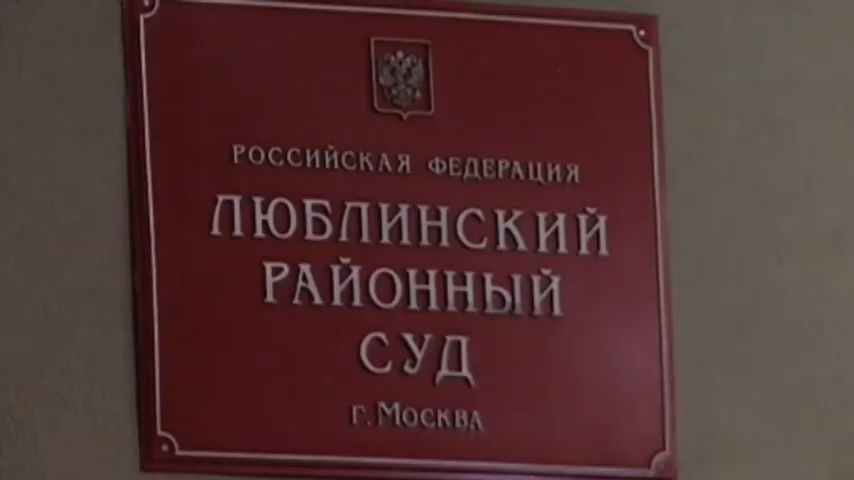 РОССИЙСКАЯ ФЕДЕРАЦИЯ
ЛЮБЛИНСКИЙ
РАЙОННЫЙ
СУД
г. МОСКВА